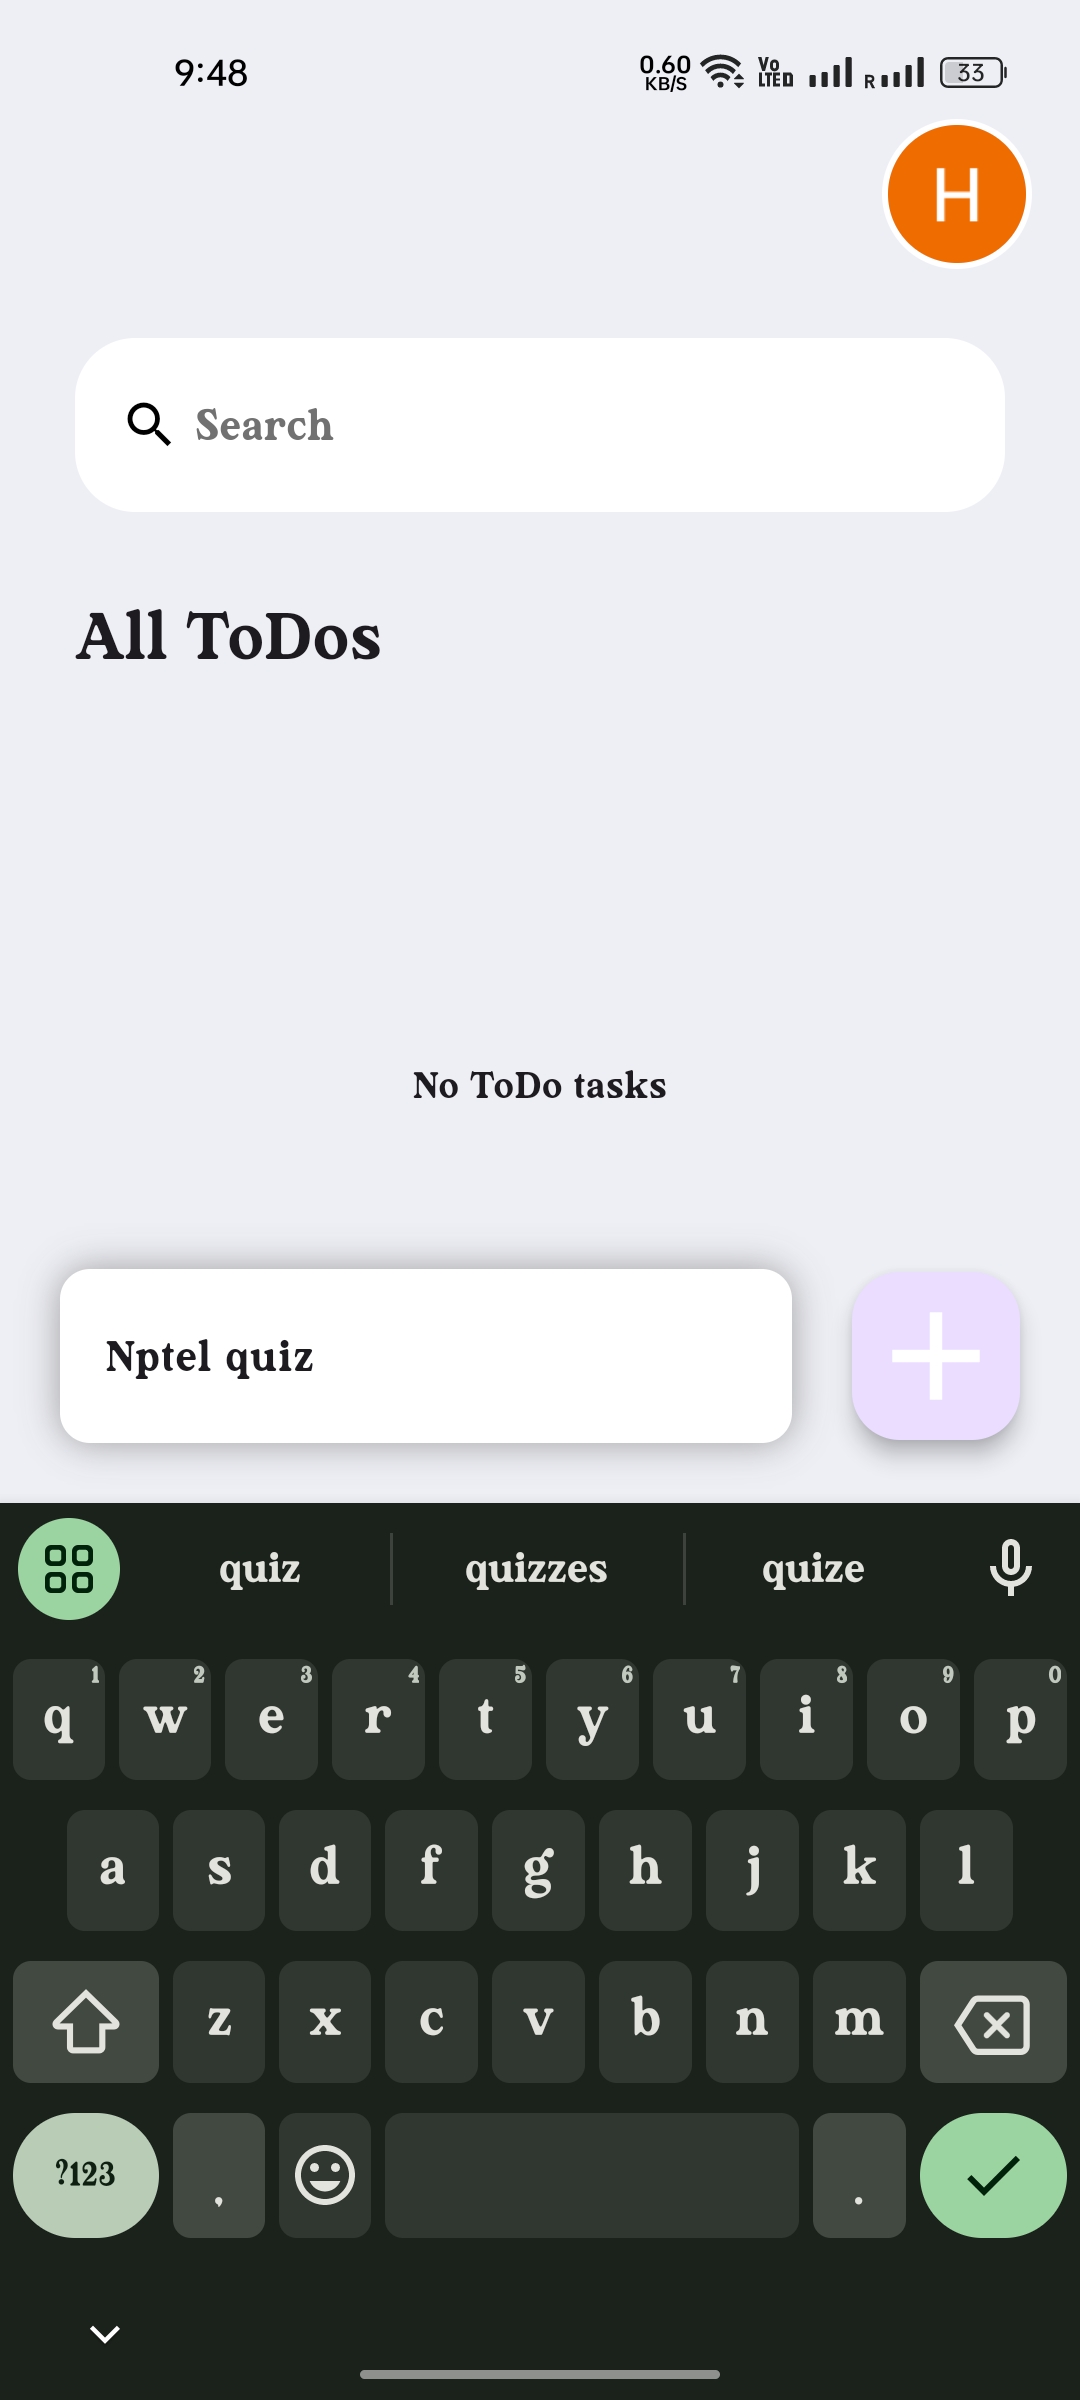 9:48
0.60 KB/S
Vo LTED
R
33
H
Search
All ToDos
No ToDo tasks
Nptel quiz
quiz quizzes quize
1 2 3 4 5 6 7 8 9 0
q w e r t y u i o p
a s d f g h j k l
z x c v b n m
?123 , .